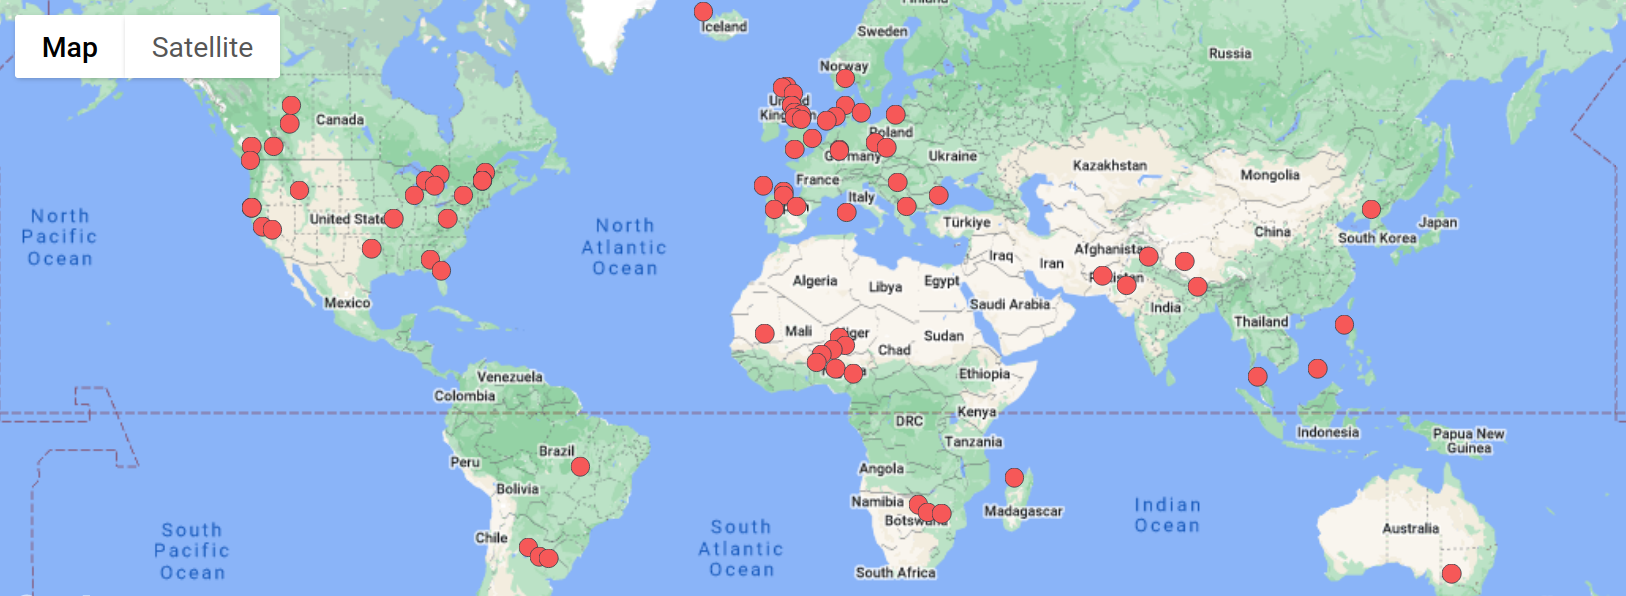 Map
Satellite
Iceland
Finland
Sweden
Norway
Russia
Canada
United
Kingdom
Poland
Germany
Ukraine
Kazakhstan
Mongolia
France
Italy
Spain
Türkiye
United States
North
Pacific
Ocean
North
Atlantic
Ocean
China
Japan
South Korea
Afghanistan
Iraq
Iran
Pakistan
Algeria
Libya
Egypt
Saudi Arabia
India
Mexico
Mali
Niger
Sudan
Chad
Thailand
Nigeria
Ethiopia
Venezuela
Colombia
DRC
Kenya
Tanzania
Indonesia
Papua New
Guinea
Brazil
Peru
Angola
Bolivia
Namibia
Botswana
Madagascar
Indian
Ocean
Australia
Chile
South
Pacific
Ocean
South
Atlantic
Ocean
South Africa